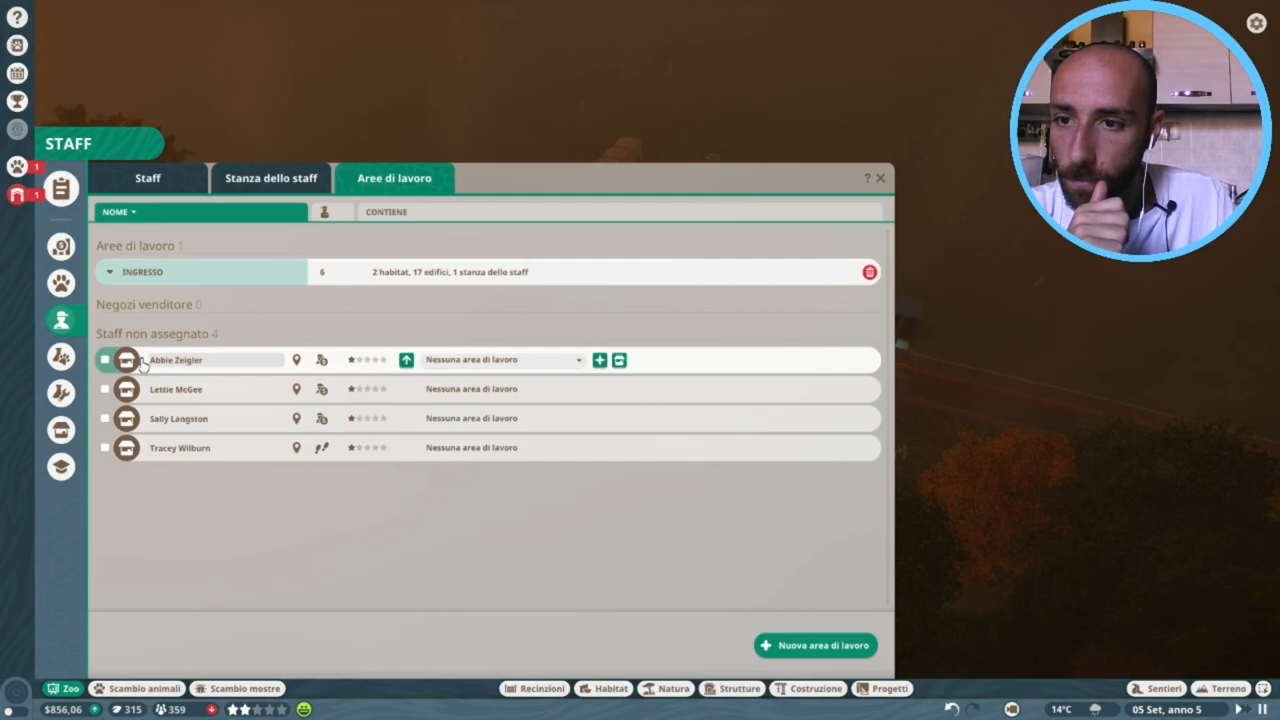 ?
STAFF
1
1
Staff
Stanza dello staff
Aree di lavoro
?
NOME
CONTIENE
Aree di lavoro 1
INGRESSO 6 2 habitat, 17 edifici, 1 stanza dello staff
Negozi venditore 0
Staff non assegnato 4
Abbie Zeigler Nessuna area di lavoro
Lettie McGee Nessuna area di lavoro
Sally Langston Nessuna area di lavoro
Tracey Wilburn Nessuna area di lavoro
Nuova area di lavoro
Zoo Scambio animali Scambio mostre Recinzioni Habitat Natura Strutture Costruzione Progetti Sentieri Terreno
$856,06 315 359 14°C 05 Set, anno 5